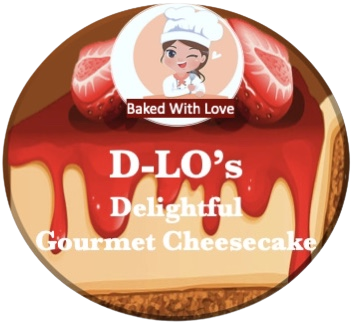 Baked With Love
D-LO's
Delightful
Gourmet Cheesecake